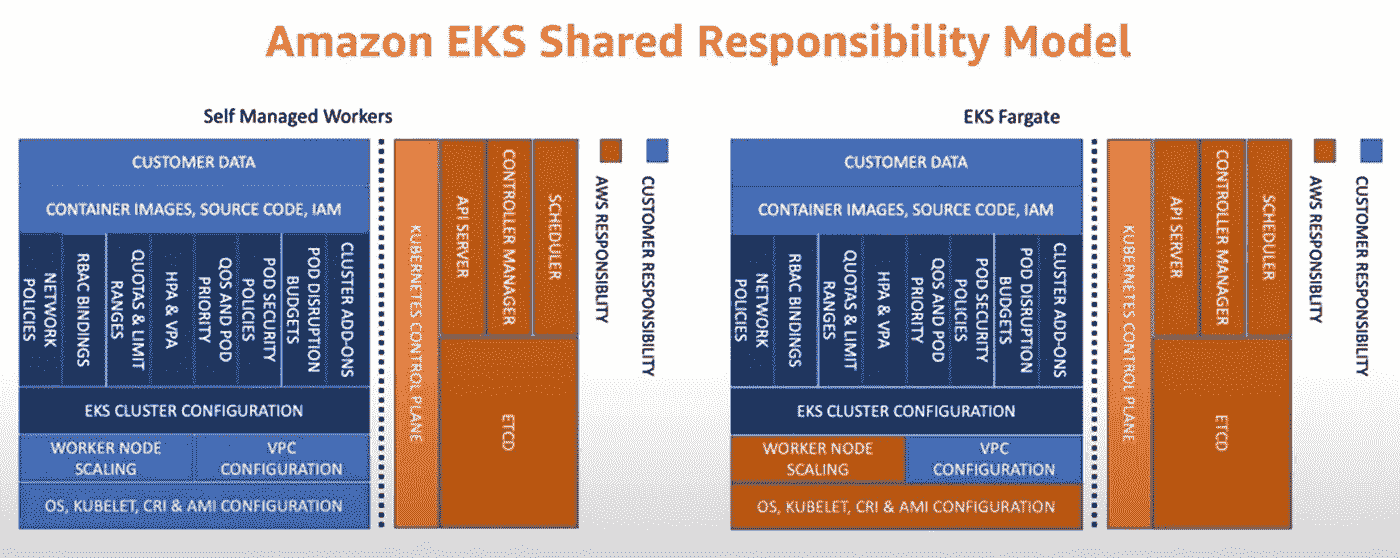 Amazon EKS Shared Responsibility Model
Self Managed Workers
CUSTOMER DATA
CONTAINER IMAGES, SOURCE CODE, IAM
NETWORK
POLICIES
RBAC BINDINGS
QUOTAS & LIMIT
RANGES
HPA & VPA
QOS AND POD
PRIORITY
POD SECURITY
POLICIES
POD DISRUPTION
BUDGETS
CLUSTER ADD-ONS
EKS CLUSTER CONFIGURATION
WORKER NODE
SCALING
VPC
CONFIGURATION
OS, KUBELET, CRI & AMI CONFIGURATION
KUBERNETES CONTROL PLANE
API SERVER
CONTROLLER MANAGER
SCHEDULER
ETCD
AWS RESPONSIBLITY
CUSTOMER RESPONSIBILITY
EKS Fargate
CUSTOMER DATA
CONTAINER IMAGES, SOURCE CODE, IAM
NETWORK
POLICIES
RBAC BINDINGS
QUOTAS & LIMIT
RANGES
HPA & VPA
QOS AND POD
PRIORITY
POD SECURITY
POLICIES
POD DISRUPTION
BUDGETS
CLUSTER ADD-ONS
EKS CLUSTER CONFIGURATION
WORKER NODE
SCALING
VPC
CONFIGURATION
OS, KUBELET, CRI & AMI CONFIGURATION
KUBERNETES CONTROL PLANE
API SERVER
CONTROLLER MANAGER
SCHEDULER
ETCD
AWS RESPONSIBLITY
CUSTOMER RESPONSIBILITY